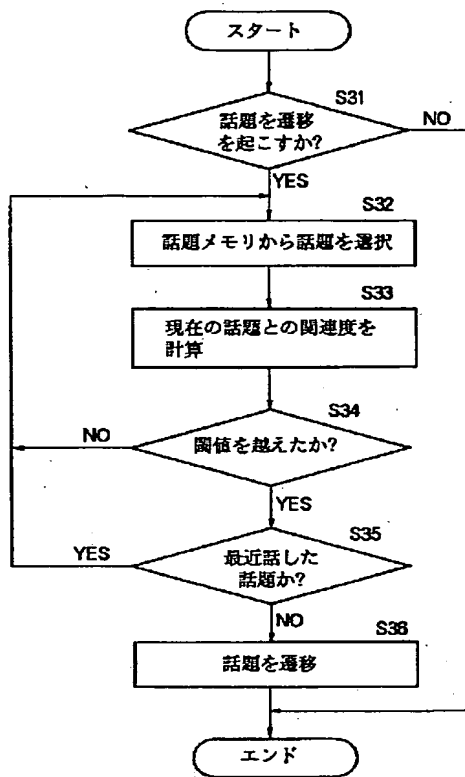 スタート
S31
話題を遷移
を起こすか?
NO
YES
S32
話題メモリから話題を選択
S33
現在の話題との関連度を
計算
S34
閾値を越えたか?
NO
YES
S35
最近話した
話題か?
YES
NO
S36
話題を遷移
エンド